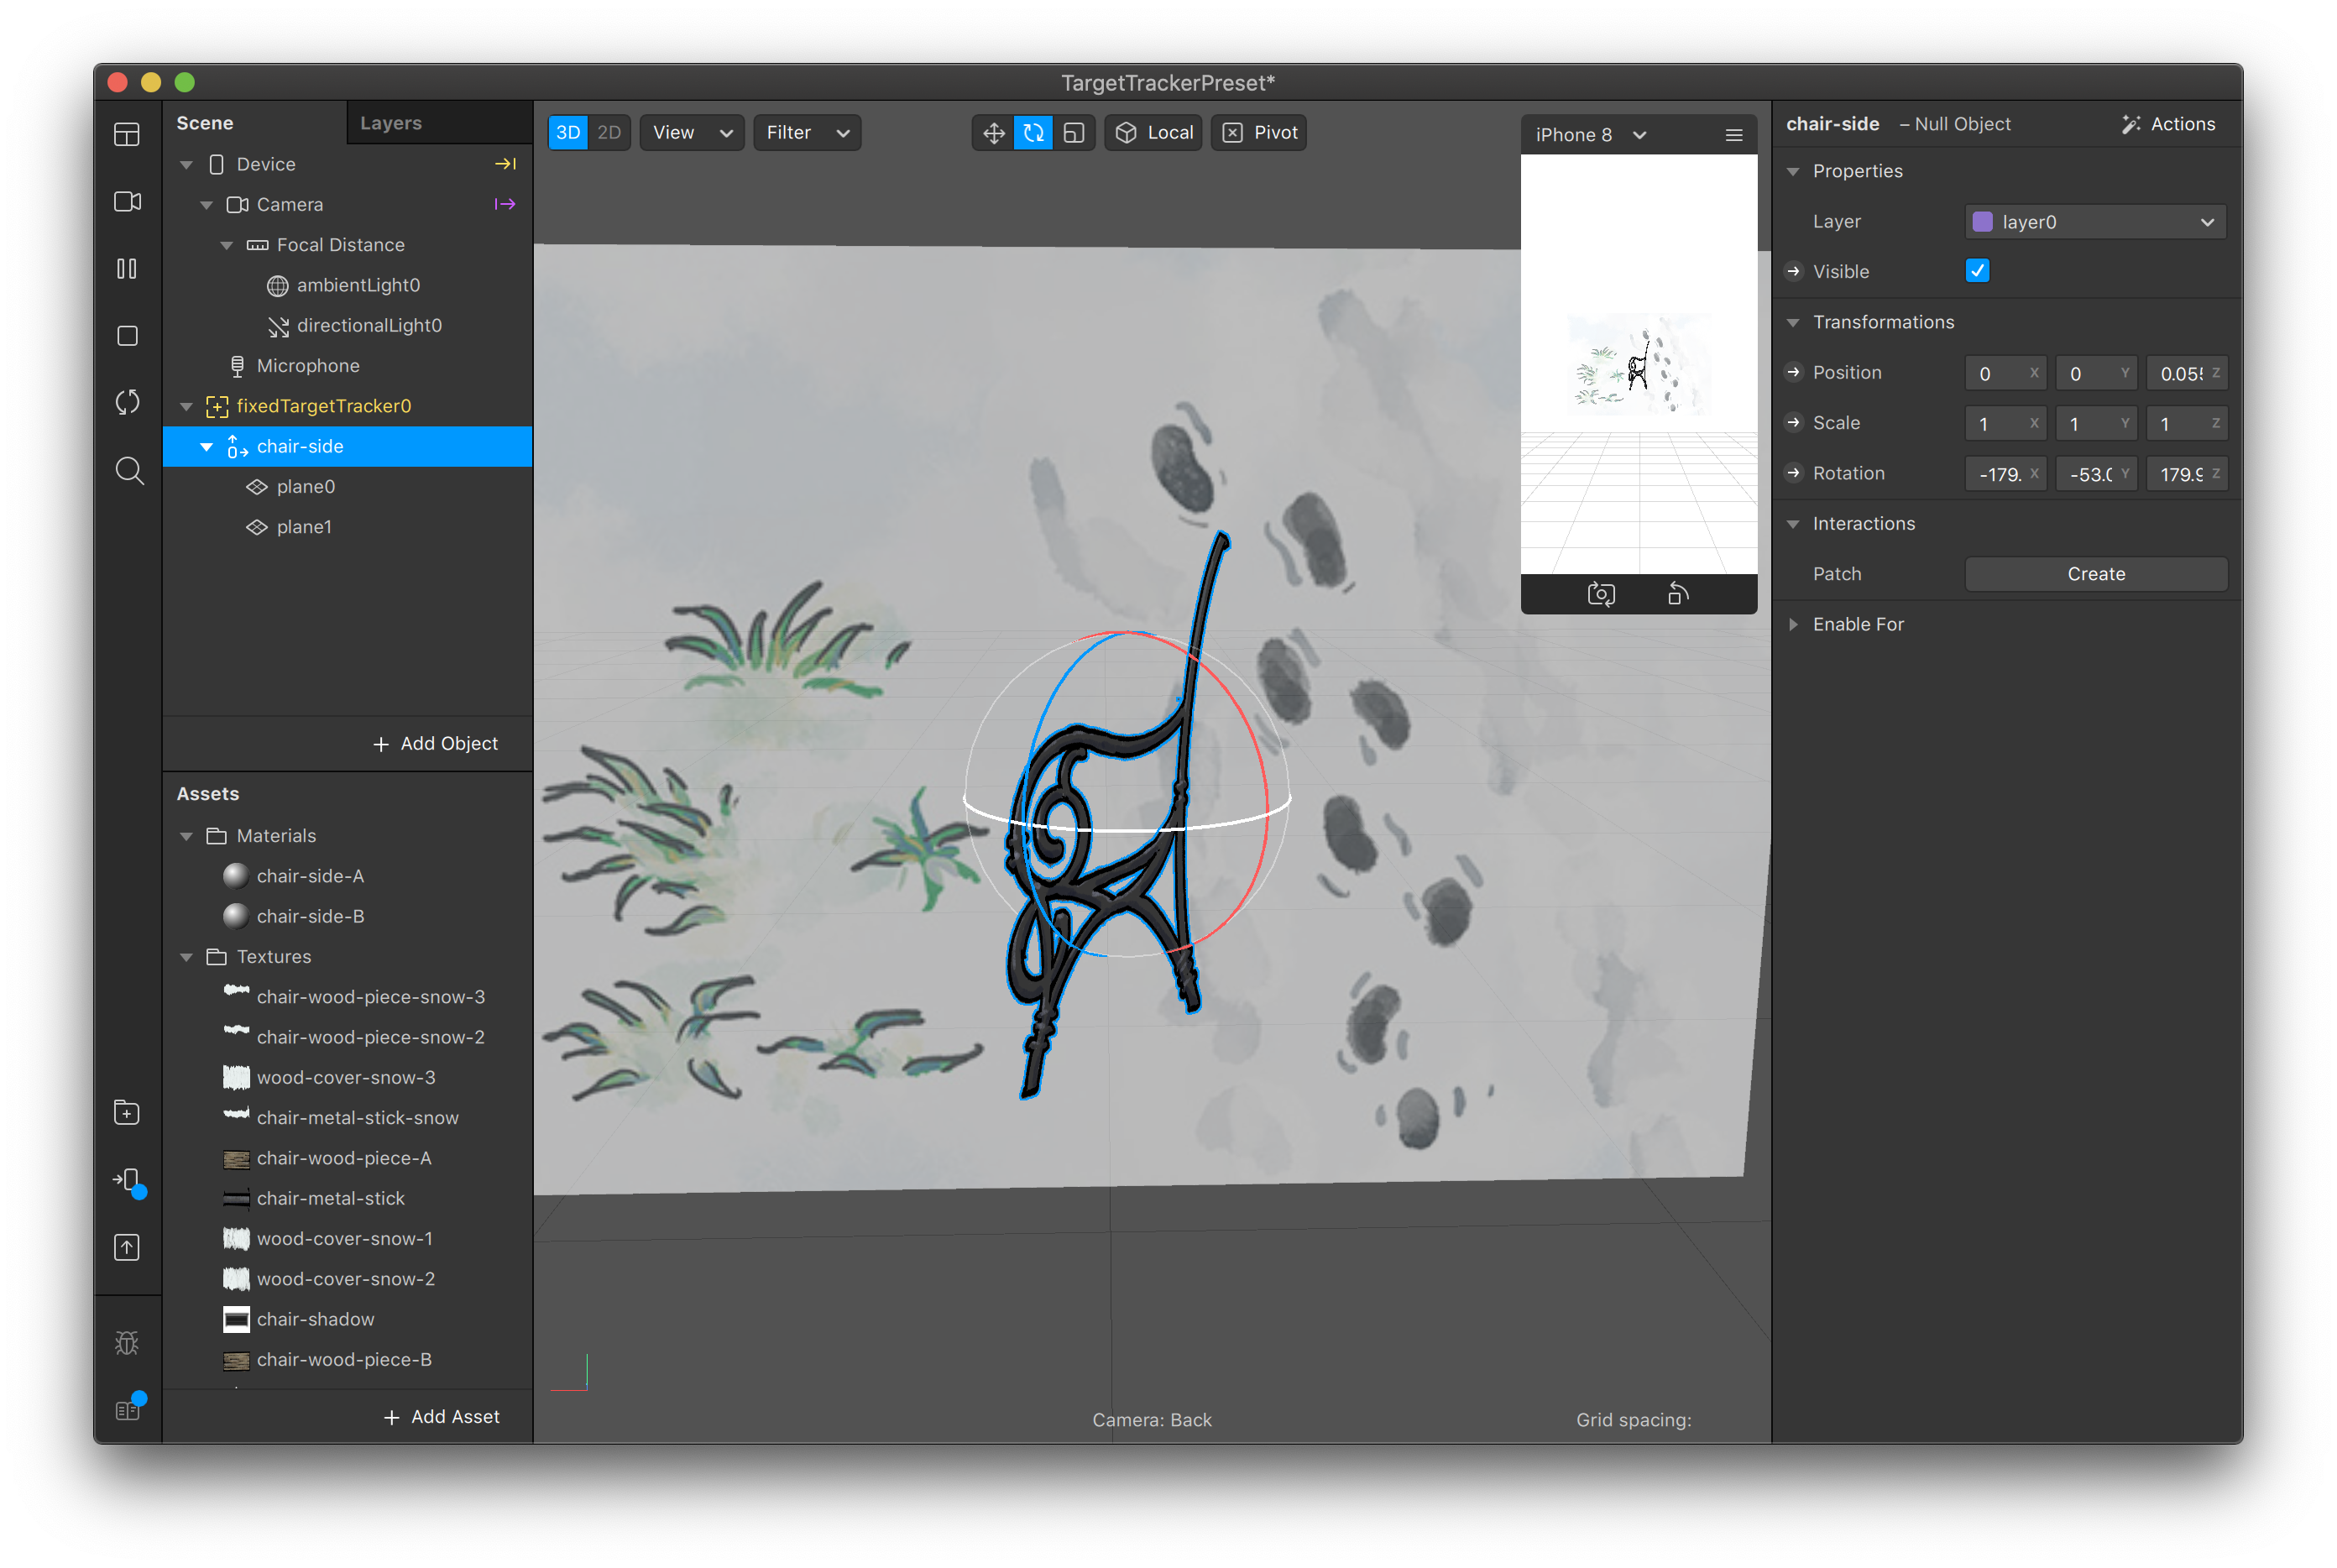 TargetTrackerPreset*
Scene
Layers
Device
Camera
Focal Distance
ambientLight0
directionalLight0
Microphone
fixedTargetTracker0
chair-side
plane0
plane1
+ Add Object
Assets
Materials
chair-side-A
chair-side-B
Textures
chair-wood-piece-snow-3
chair-wood-piece-snow-2
wood-cover-snow-3
chair-metal-stick-snow
chair-wood-piece-A
chair-metal-stick
wood-cover-snow-1
wood-cover-snow-2
chair-shadow
chair-wood-piece-B
+ Add Asset
3D 2D View Filter Local Pivot
iPhone 8
Camera: Back
Grid spacing:
chair-side – Null Object Actions
Properties
Layer layer0
Visible
Transformations
Position 0 X 0 Y 0.05 Z
Scale 1 X 1 Y 1 Z
Rotation -179. X -53.0 Y 179.9 Z
Interactions
Patch Create
Enable For